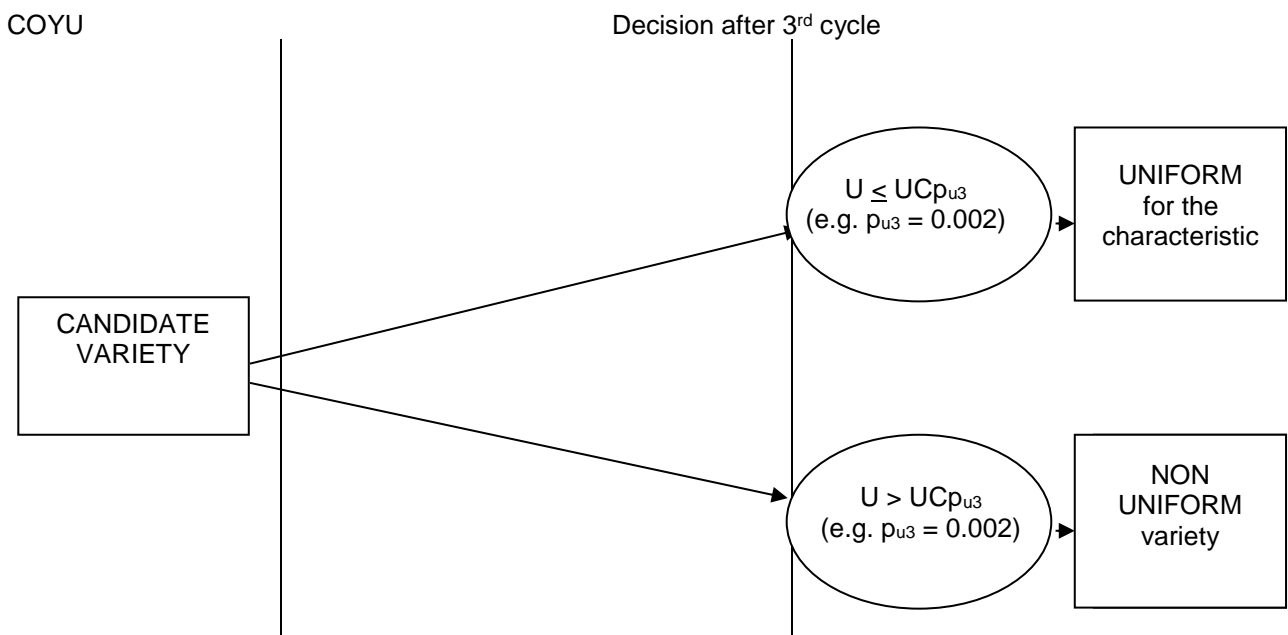 COYU
Decision after 3rd cycle
U ≤ UCpu3
(e.g. pu3 = 0.002)
UNIFORM
for the
characteristic
CANDIDATE
VARIETY
U > UCpu3
(e.g. pu3 = 0.002)
NON
UNIFORM
variety